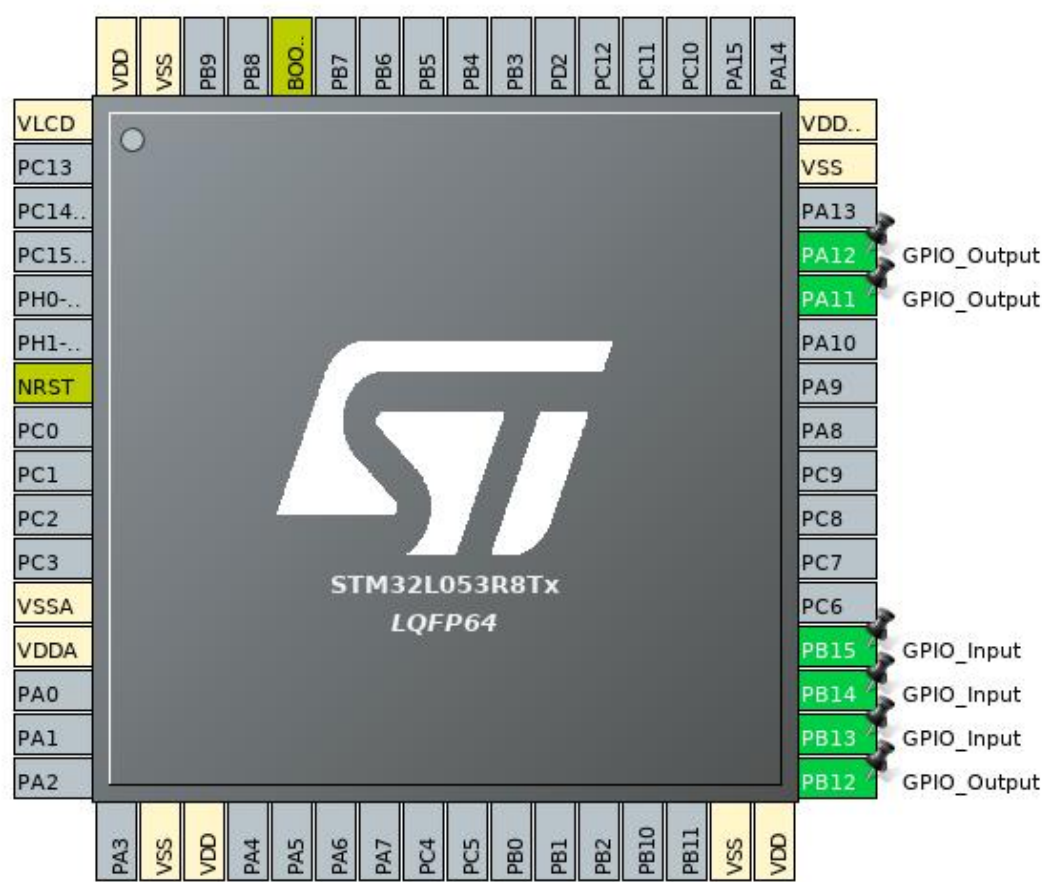 VDD
VSS
PB9
PB8
BOO..
PB7
PB6
PB5
PB4
PB3
PD2
PC12
PC11
PC10
PA15
PA14
VLCD
PC13
PC14..
PC15..
PH0-..
PH1-..
NRST
PC0
PC1
PC2
PC3
VSSA
VDDA
PA0
PA1
PA2
STM32L053R8Tx
LQFP64
VDD..
VSS
PA13
PA12 GPIO_Output
PA11 GPIO_Output
PA10
PA9
PA8
PC9
PC8
PC7
PC6
PB15 GPIO_Input
PB14 GPIO_Input
PB13 GPIO_Input
PB12 GPIO_Output
PA3
VSS
VDD
PA4
PA5
PA6
PA7
PC4
PC5
PB0
PB1
PB2
PB10
PB11
VSS
VDD